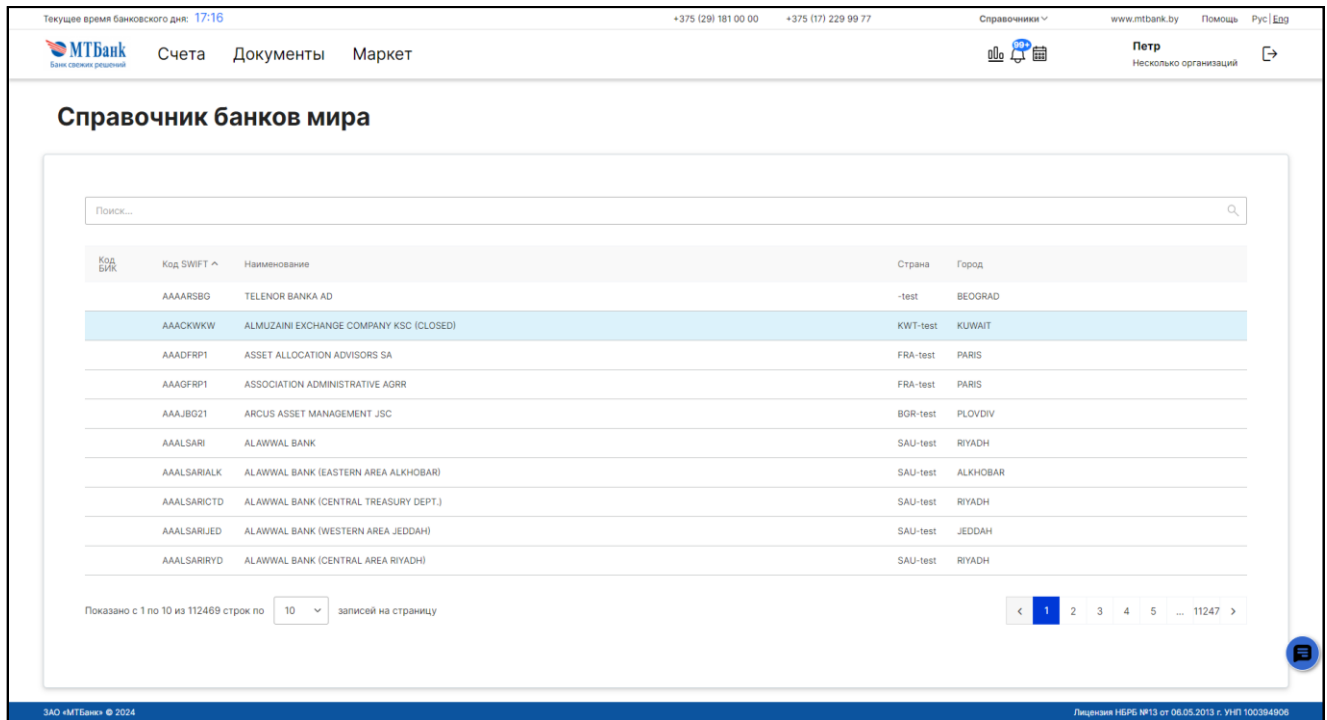 Текущее время банковского дня: 17:16 +375 (29) 181 00 00 +375 (17) 229 99 77 Справочники www.mtbank.by Помощь Рус | Eng
МТБанк
Банк свежих решений
Счета Документы Маркет 99+ Петр
Несколько организаций
Справочник банков мира
Поиск...
Код БИК Код SWIFT Наименование Страна Город
AAAARSBG TELENOR BANKA AD -test BEOGRAD
AAACKWKW ALMUZAINI EXCHANGE COMPANY KSC (CLOSED) KWT-test KUWAIT
AAADFRP1 ASSET ALLOCATION ADVISORS SA FRA-test PARIS
AAAGFRP1 ASSOCIATION ADMINISTRATIVE AGRR FRA-test PARIS
AAAJBG21 ARCUS ASSET MANAGEMENT JSC BGR-test PLOVDIV
AAALSARI ALAWWAL BANK SAU-test RIYADH
AAALSARIALK ALAWWAL BANK (EASTERN AREA ALKHOBAR) SAU-test ALKHOBAR
AAALSARICTD ALAWWAL BANK (CENTRAL TREASURY DEPT.) SAU-test RIYADH
AAALSARIJED ALAWWAL BANK (WESTERN AREA JEDDAH) SAU-test JEDDAH
AAALSARIRYD ALAWWAL BANK (CENTRAL AREA RIYADH) SAU-test RIYADH
Показано с 1 по 10 из 112469 строк по 10 записей на страницу 1 2 3 4 5 ... 11247
ЗАО «МТБанк» © 2024 Лицензия НБРБ №13 от 06.05.2013 г. УНП 100394906